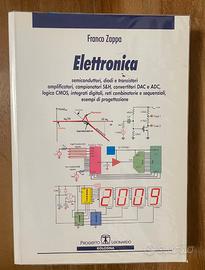 Franco Zappa
Elettronica
semiconduttori, diodi e transistori
amplificatori, campionatori S&H, convertitori DAC e ADC,
logica CMOS, integrati digitali, reti combinatorie e sequenziali,
esempi di progettazione
2009
PROGETTO LEONARDO
BOLOGNA